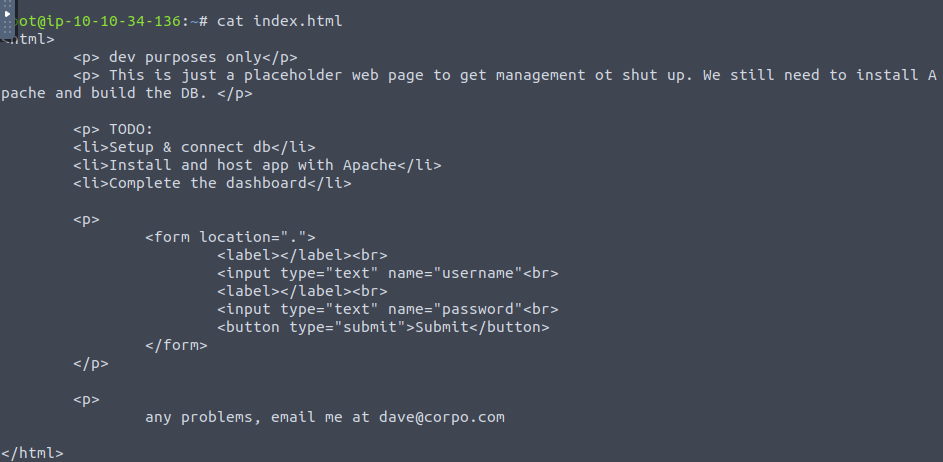 oot@ip-10-10-34-136:~# cat index.html
<html>
<p> dev purposes only</p>
<p> This is just a placeholder web page to get management ot shut up. We still need to install A
pache and build the DB. </p>
<p> TODO:
<li>Setup & connect db</li>
<li>Install and host app with Apache</li>
<li>Complete the dashboard</li>
<p>
<form location=".">
<label></label><br>
<input type="text" name="username"<br>
<label></label><br>
<input type="text" name="password"<br>
<button type="submit">Submit</button>
</form>
</p>
<p>
any problems, email me at dave@corpo.com
</html>